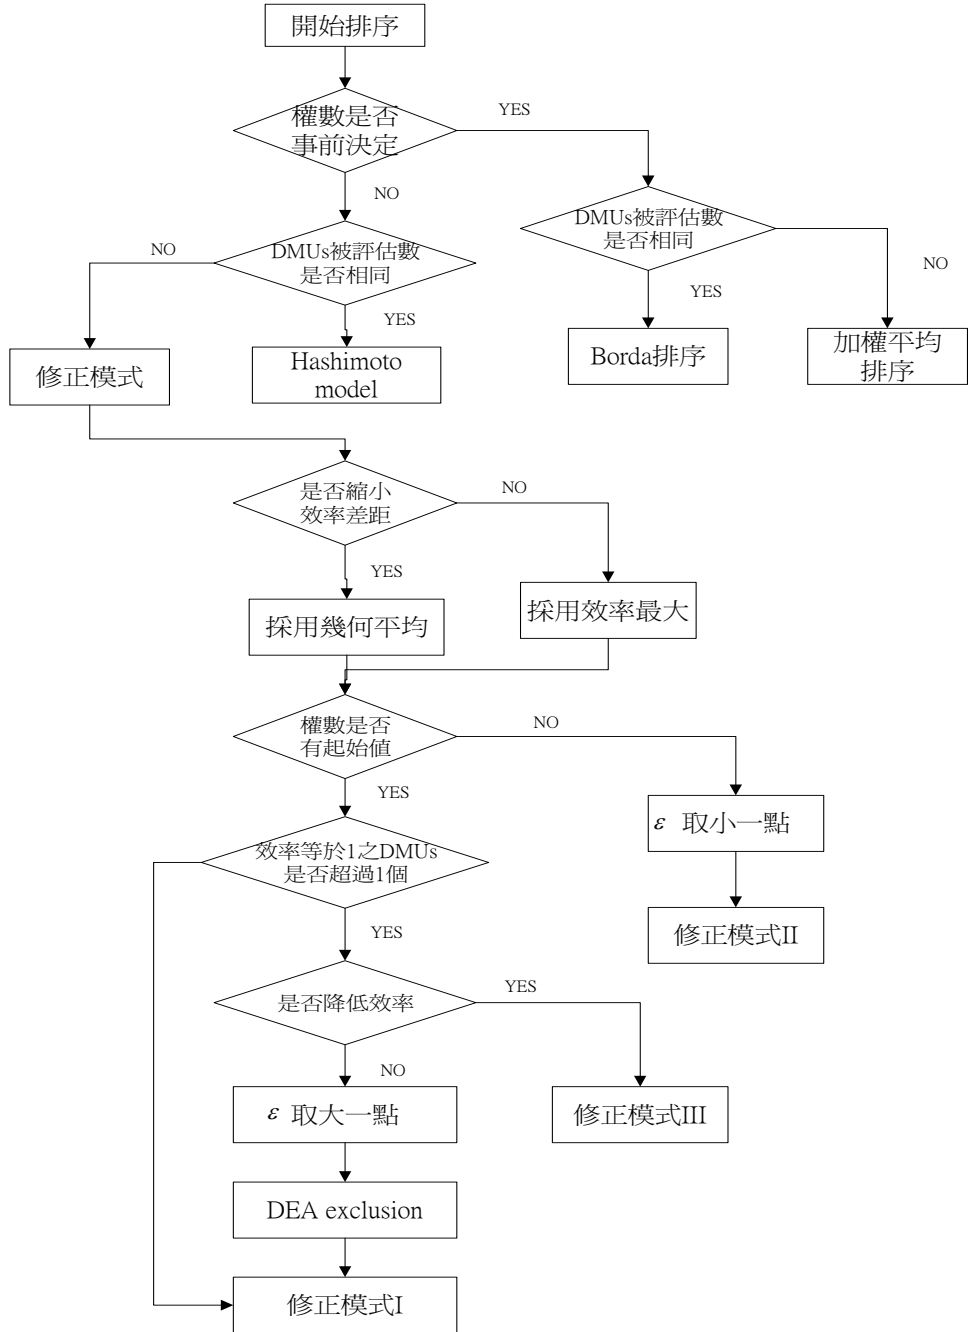 開始排序
權數是否
事前決定
YES
NO
DMUs被評估數
是否相同
DMUs被評估數
是否相同
NO
YES
YES
NO
修正模式
Hashimoto
model
Borda排序
加權平均
排序
是否縮小
效率差距
NO
YES
採用幾何平均
採用效率最大
權數是否
有起始值
NO
YES
ε 取小一點
效率等於1之DMUs
是否超過1個
YES
修正模式II
是否降低效率
YES
NO
ε 取大一點
修正模式III
DEA exclusion
修正模式I